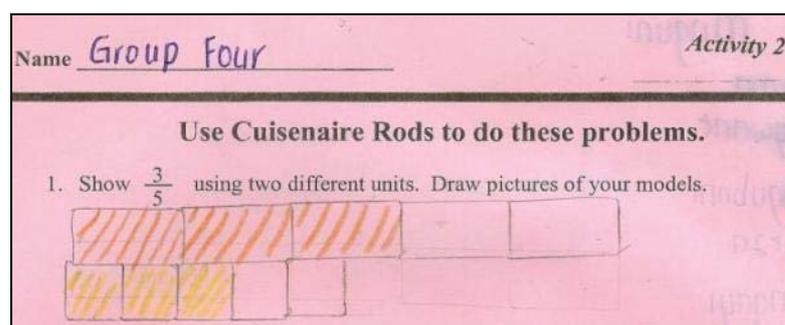 Name Group Four
Activity 2
Use Cuisenaire Rods to do these problems.
1. Show 3/5 using two different units. Draw pictures of your models.